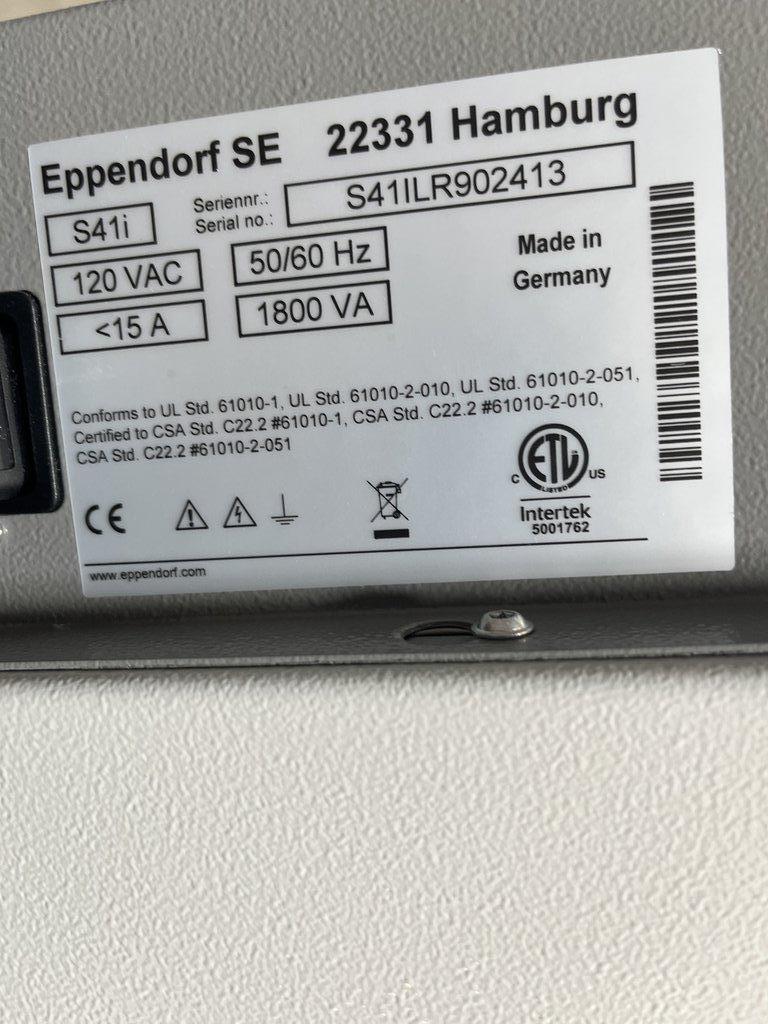 Eppendorf SE 22331 Hamburg
S41i Seriennr.: Serial no.: S41ILR902413
120 VAC 50/60 Hz Made in
<15 A 1800 VA Germany
Conforms to UL Std. 61010-1, UL Std. 61010-2-010, UL Std. 61010-2-051,
Certified to CSA Std. C22.2 #61010-1, CSA Std. C22.2 #61010-2-010,
CSA Std. C22.2 #61010-2-051
CE
C ETL US
LISTED
Intertek
5001762
www.eppendorf.com